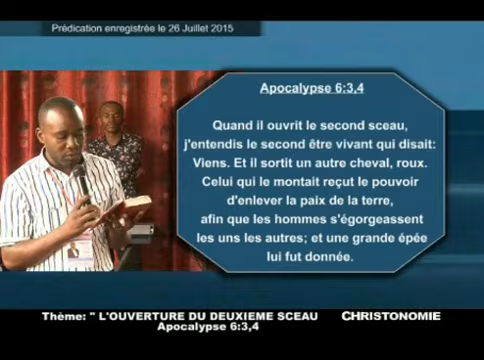 Prédication enregistrée le 26 Juillet 2015
Apocalypse 6:3,4
Quand il ouvrit le second sceau,
j'entendis le second être vivant qui disait:
Viens. Et il sortit un autre cheval, roux.
Celui qui le montait reçut le pouvoir
d'enlever la paix de la terre,
afin que les hommes s'égorgeassent
les uns les autres; et une grande épée
lui fut donnée.
Thème: " L'OUVERTURE DU DEUXIEME SCEAU
Apocalypse 6:3,4
CHRISTONOMIE